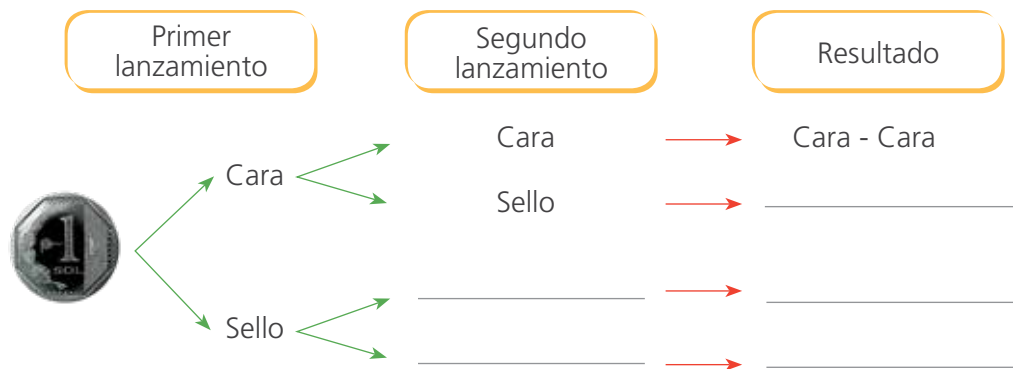 Primer
lanzamiento
Segundo
lanzamiento
Resultado
Cara
Cara
Cara - Cara
Sello
Sello
1
SOL